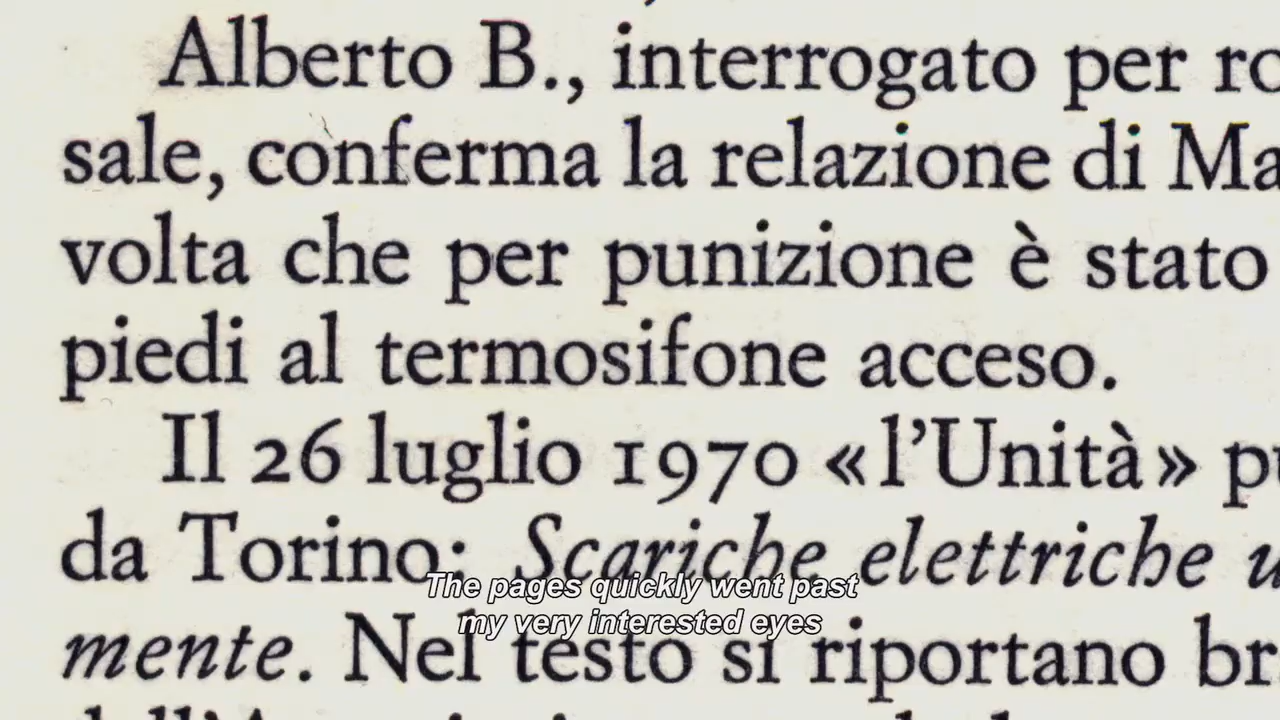 Alberto B., interrogato per
sale, conferma la relazione di
volta che per punizione è stato
piedi al termosifone acceso.
Il 26 luglio 1970 «l'Unità»
da Torino: Scariche elettriche
mente. Nel testo si riportano
The pages quickly went past
my very interested eyes